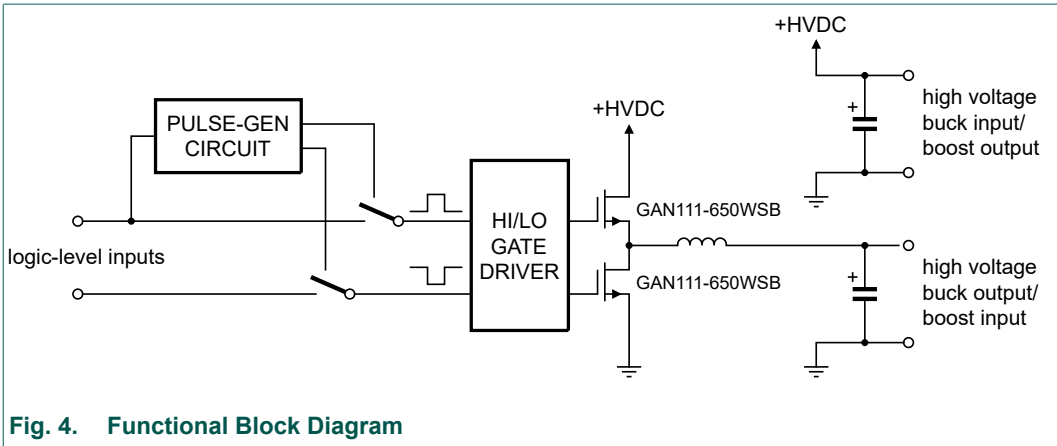 PULSE-GEN
CIRCUIT
logic-level inputs
HI/LO
GATE
DRIVER
+HVDC
GAN111-650WSB
GAN111-650WSB
+HVDC
+
high voltage
buck input/
boost output
+
high voltage
buck output/
boost input
Fig. 4. Functional Block Diagram